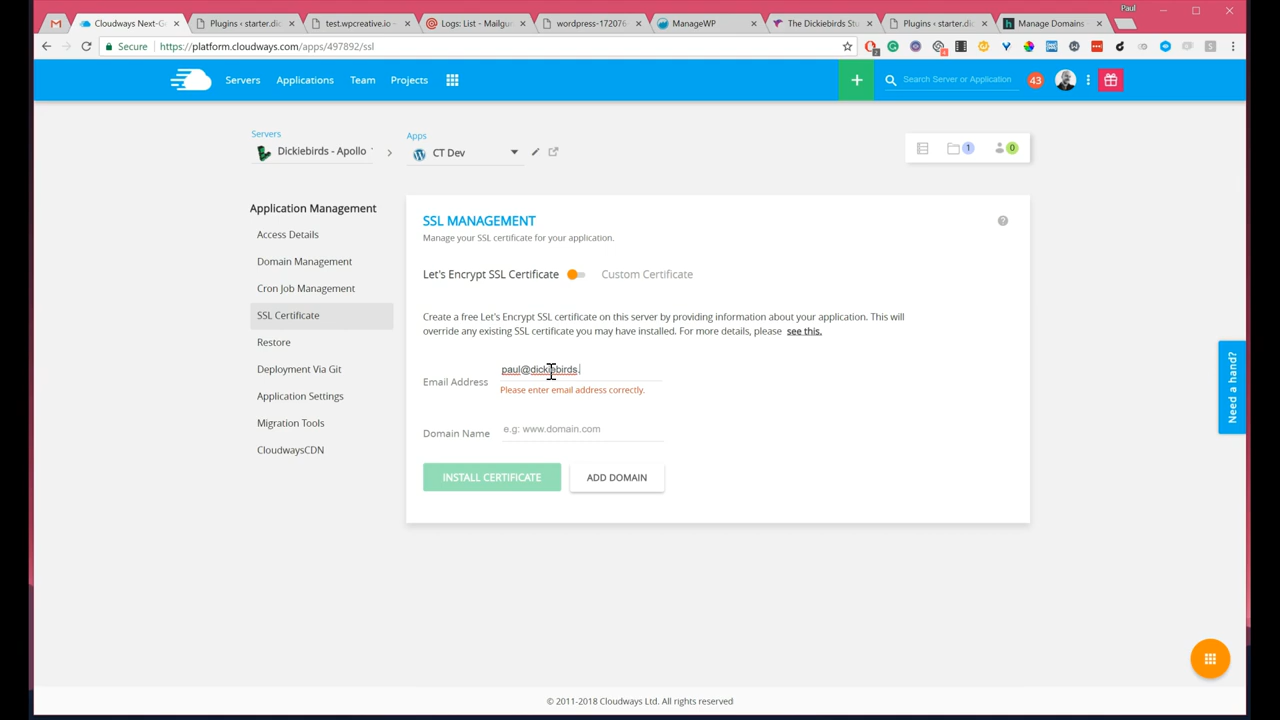 Paul
Cloudways Next-Ge
Plugins ‹ starter.dic
test.wpcreative.io –
Logs: List - Mailgu
wordpress-172076-
ManageWP
The Dickiebirds Stu
Plugins ‹ starter.dic
Manage Domains
Secure
https://platform.cloudways.com/apps/497892/ssl
Servers
Applications
Team
Projects
+
Search Server or Application
43
Servers
Dickiebirds - Apollo
Apps
CT Dev
1
0
Application Management
Access Details
Domain Management
Cron Job Management
SSL Certificate
Restore
Deployment Via Git
Application Settings
Migration Tools
CloudwaysCDN
SSL MANAGEMENT
Manage your SSL certificate for your application.
Let's Encrypt SSL Certificate
Custom Certificate
Create a free Let's Encrypt SSL certificate on this server by providing information about your application. This will
override any existing SSL certificate you may have installed. For more details, please see this.
Email Address
paul@dickiebirds.
Please enter email address correctly.
Domain Name
e.g: www.domain.com
INSTALL CERTIFICATE
ADD DOMAIN
Need a hand?
© 2011-2018 Cloudways Ltd. All rights reserved